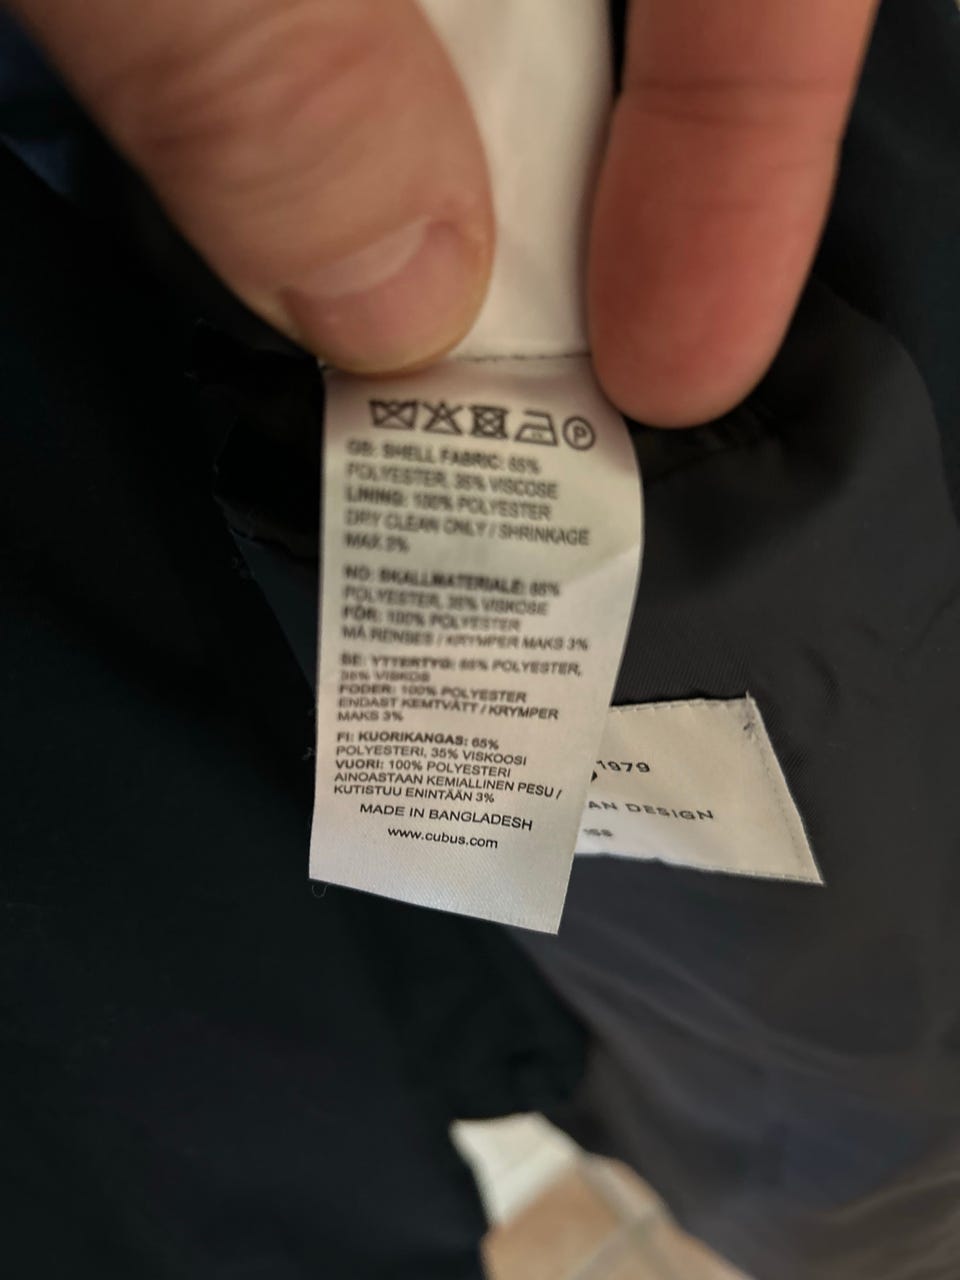 P
GB: SHELL FABRIC: 65%
POLYESTER, 35% VISCOSE
LINING: 100% POLYESTER
DRY CLEAN ONLY / SHRINKAGE
MAX 3%
NO: SKALLMATERIALE: 65%
POLYESTER, 35% VISKOSE
FÔR: 100% POLYESTER
MÅ RENSES / KRYMPER MAKS 3%
SE: YTTERTYG: 65% POLYESTER,
35% VISKOS
FODER: 100% POLYESTER
ENDAST KEMTVÄTT / KRYMPER
MAKS 3%
FI: KUORIKANGAS: 65%
POLYESTERI, 35% VISKOOSI
VUORI: 100% POLYESTERI
AINOASTAAN KEMIALLINEN PESU /
KUTISTUU ENINTÄÄN 3%
MADE IN BANGLADESH
www.cubus.com
1979
AN DESIGN